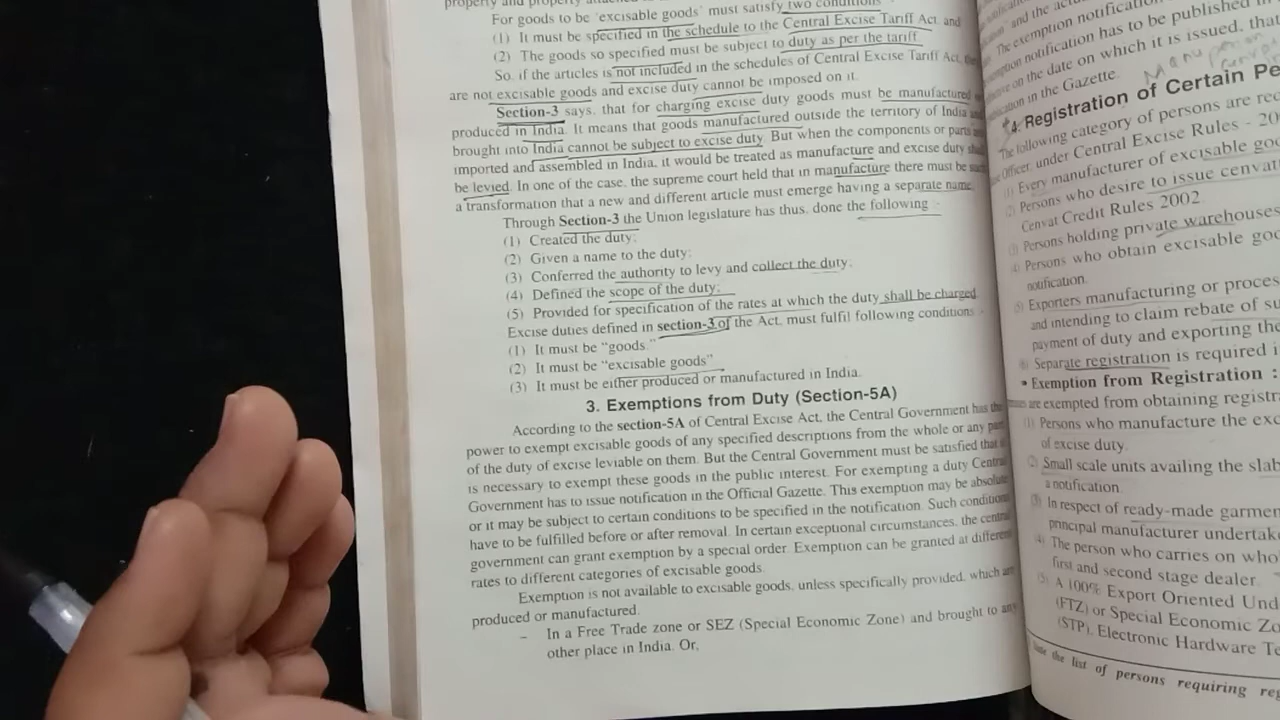 For goods to be 'excisable goods' must satisfy two conditions
(1) It must be specified in the schedule to the Central Excise Tariff Act, and
(2) The goods so specified must be subject to duty as per the tariff
So, if the articles is not included in the schedules of Central Excise Tariff Act,
are not excisable goods and excise duty cannot be imposed on it.
Section-3 says, that for charging excise duty goods must be manufactured
produced in India. It means that goods manufactured outside the territory of India
brought into India cannot be subject to excise duty. But when the components or parts
imported and assembled in India, it would be treated as manufacture and excise duty
be levied. In one of the case, the supreme court held that in manufacture there must be
a transformation that a new and different article must emerge having a separate name.
Through Section-3 the Union legislature has thus, done the following :-
(1) Created the duty;
(2) Given a name to the duty;
(3) Conferred the authority to levy and collect the duty;
(4) Defined the scope of the duty;
(5) Provided for specification of the rates at which the duty shall be charged
Excise duties defined in section-3 of the Act, must fulfil following conditions :-
(1) It must be "goods."
(2) It must be "excisable goods"
(3) It must be either produced or manufactured in India.
3. Exemptions from Duty (Section-5A)
According to the section-5A of Central Excise Act, the Central Government has the
power to exempt excisable goods of any specified descriptions from the whole or any part
of the duty of excise leviable on them. But the Central Government must be satisfied that
is necessary to exempt these goods in the public interest. For exempting a duty Central
Government has to issue notification in the Official Gazette. This exemption may be absolute
or it may be subject to certain conditions to be specified in the notification. Such conditions
have to be fulfilled before or after removal. In certain exceptional circumstances, the central
government can grant exemption by a special order. Exemption can be granted at different
rates to different categories of excisable goods.
Exemption is not available to excisable goods, unless specifically provided, which are
produced or manufactured.
– In a Free Trade zone or SEZ (Special Economic Zone) and brought to any
other place in India. Or,
and the
The exemption notification
notification has to be published in
on the date on which it is issued, that
in the Gazette.
4. Registration of Certain Pe
The following category of persons are req
Officer, under Central Excise Rules - 20
(1) Every manufacturer of excisable goo
(2) Persons who desire to issue cenvat
Cenvat Credit Rules 2002.
(3) Persons holding private warehouses
(4) Persons who obtain excisable goo
notification.
(5) Exporters manufacturing or proces
and intending to claim rebate of su
payment of duty and exporting the
(6) Separate registration is required i
• Exemption from Registration :
are exempted from obtaining registra
(1) Persons who manufacture the exc
of excise duty.
(2) Small scale units availing the slab
a notification.
(3) In respect of ready-made garmen
principal manufacturer undertake
(4) The person who carries on who
first and second stage dealer.
(5) A 100% Export Oriented Und
(FTZ) or Special Economic Zo
(STP), Electronic Hardware Te
the list of persons requiring reg